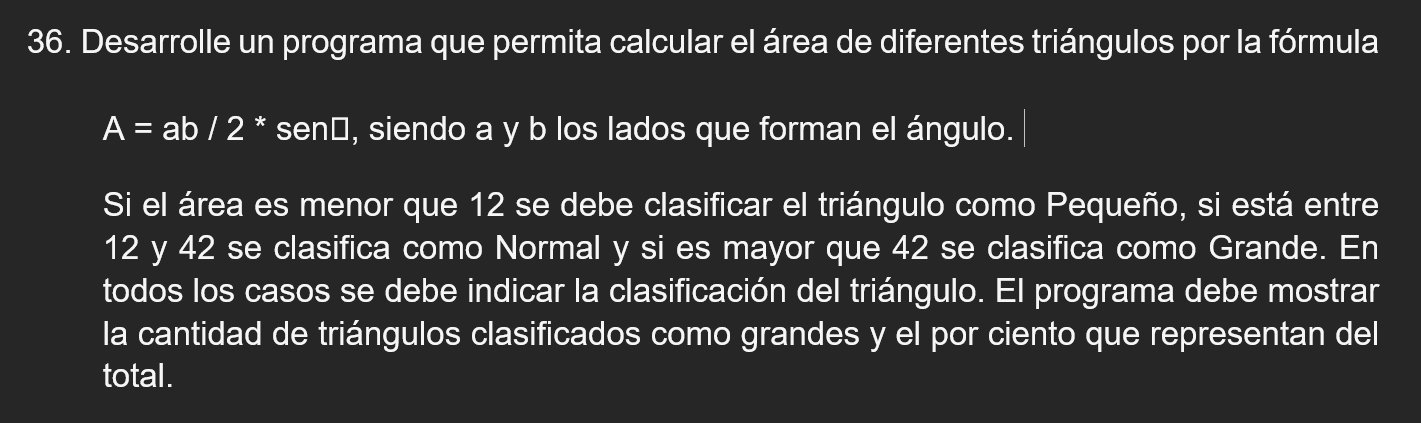 36. Desarrolle un programa que permita calcular el área de diferentes triángulos por la fórmula
A = ab / 2 * sen▯, siendo a y b los lados que forman el ángulo.
Si el área es menor que 12 se debe clasificar el triángulo como Pequeño, si está entre
12 y 42 se clasifica como Normal y si es mayor que 42 se clasifica como Grande. En
todos los casos se debe indicar la clasificación del triángulo. El programa debe mostrar
la cantidad de triángulos clasificados como grandes y el por ciento que representan del
total.